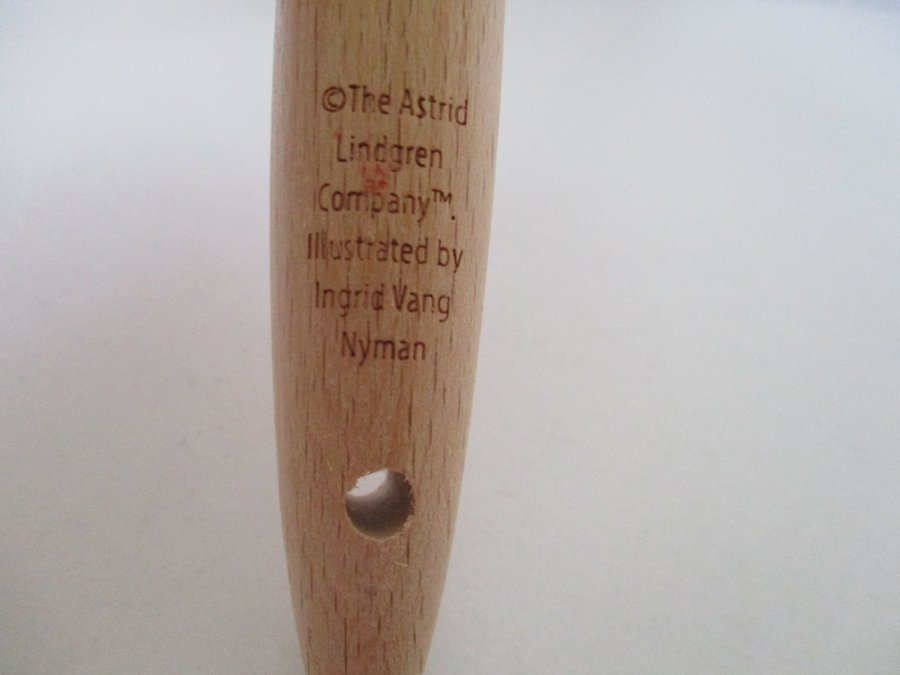 ©The Astrid
Lindgren
Company™.
Illustrated by
Ingrid Vang
Nyman